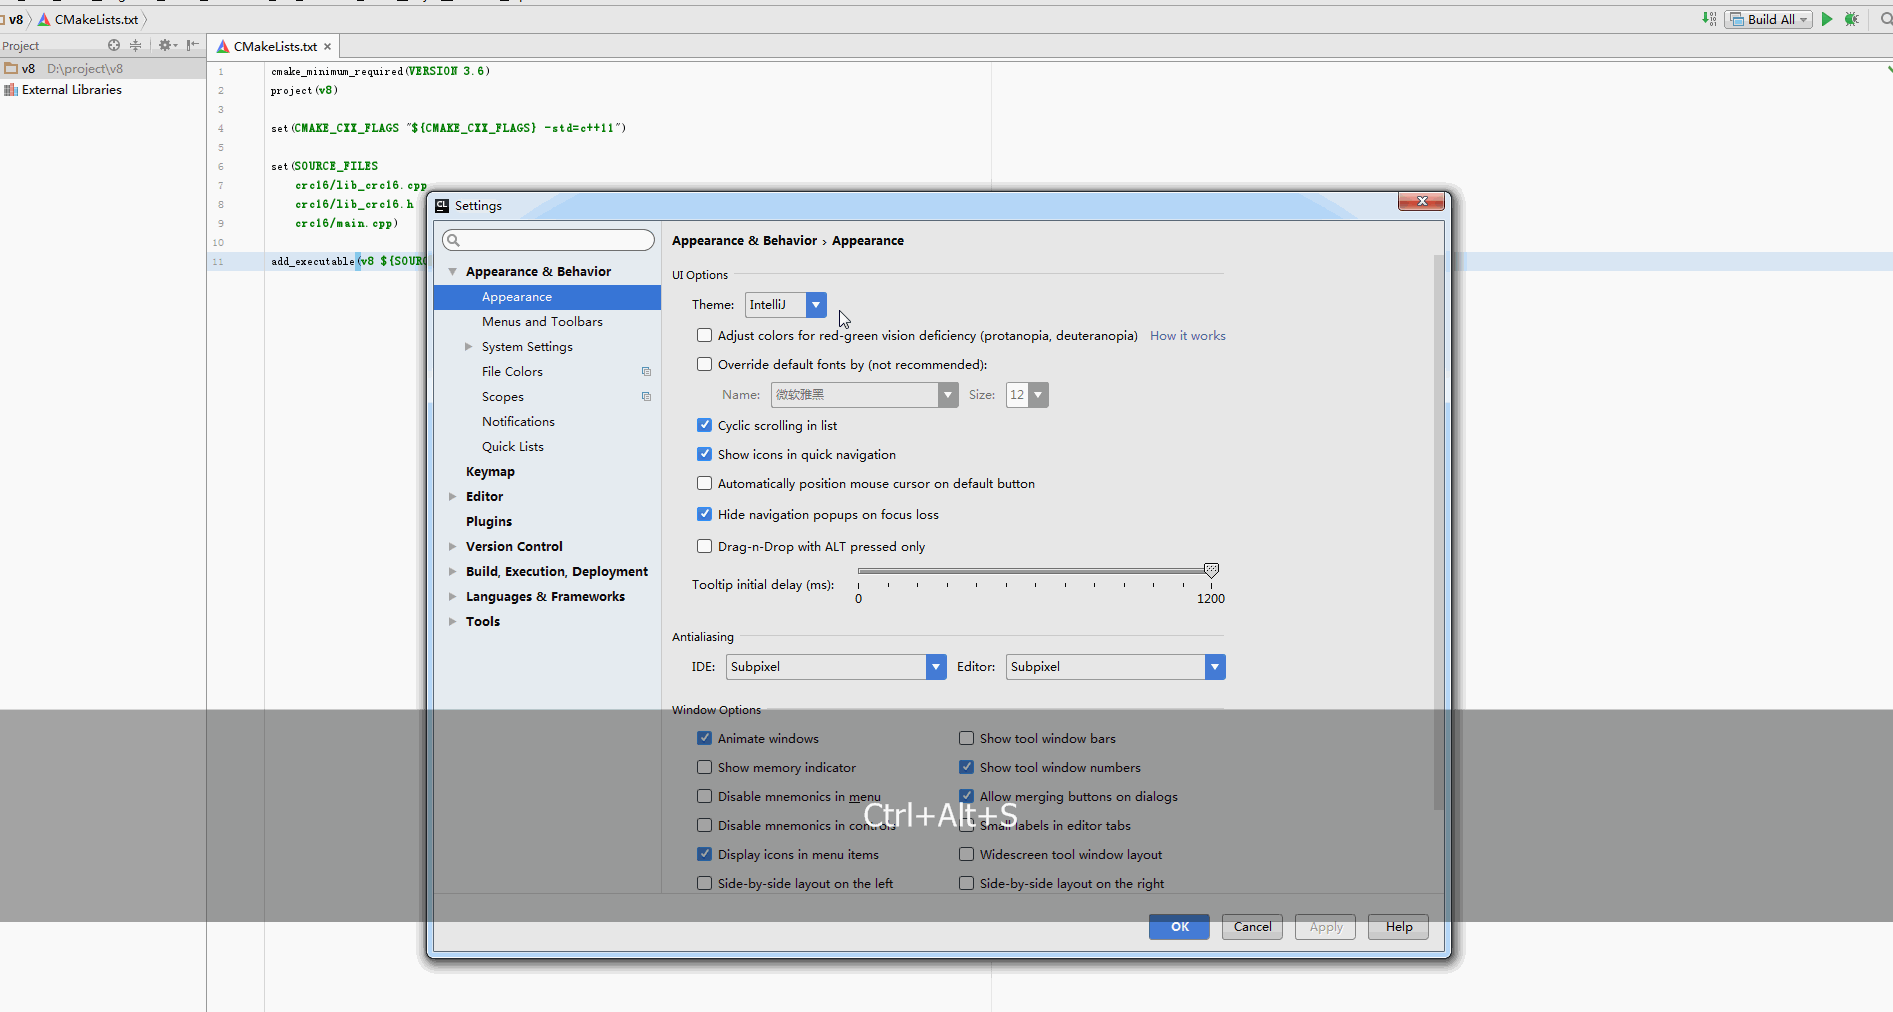 v8 CMakeLists.txt
Build All
Project
CMakeLists.txt
v8 D:\project\v8
External Libraries
1 cmake_minimum_required(VERSION 3.6)
2 project(v8)
3
4 set(CMAKE_CXX_FLAGS "${CMAKE_CXX_FLAGS} -std=c++11")
5
6 set(SOURCE_FILES
7 crc16/lib_crc16.cpp
8 crc16/lib_crc16.h
9 crc16/main.cpp)
10
11 add_executable(v8 ${SOURC
CL Settings
Appearance & Behavior
Appearance
Menus and Toolbars
System Settings
File Colors
Scopes
Notifications
Quick Lists
Keymap
Editor
Plugins
Version Control
Build, Execution, Deployment
Languages & Frameworks
Tools
Appearance & Behavior › Appearance
UI Options
Theme: IntelliJ
Adjust colors for red-green vision deficiency (protanopia, deuteranopia) How it works
Override default fonts by (not recommended):
Name: 微软雅黑 Size: 12
Cyclic scrolling in list
Show icons in quick navigation
Automatically position mouse cursor on default button
Hide navigation popups on focus loss
Drag-n-Drop with ALT pressed only
Tooltip initial delay (ms):
0 1200
Antialiasing
IDE: Subpixel Editor: Subpixel
Window Options
Animate windows Show tool window bars
Show memory indicator Show tool window numbers
Disable mnemonics in menu Allow merging buttons on dialogs
Ctrl+Alt+S
Disable mnemonics in controls Small labels in editor tabs
Display icons in menu items Widescreen tool window layout
Side-by-side layout on the left Side-by-side layout on the right
OK Cancel Apply Help